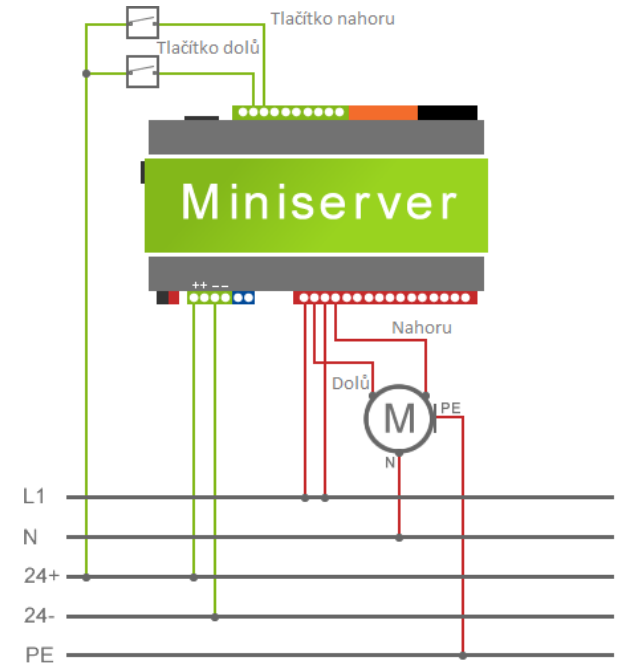 Tlačítko nahoru
Tlačítko dolů
Miniserver
++ --
Nahoru
Dolů
M
PE
N
L1
N
24+
24-
PE